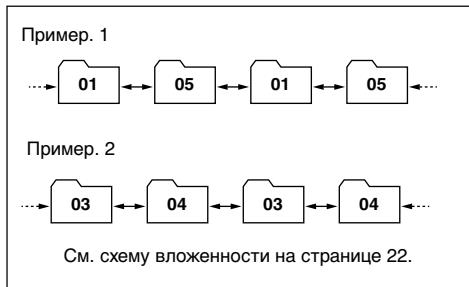 Пример. 1
01 05 01 05
Пример. 2
03 04 03 04
См. схему вложенности на странице 22.